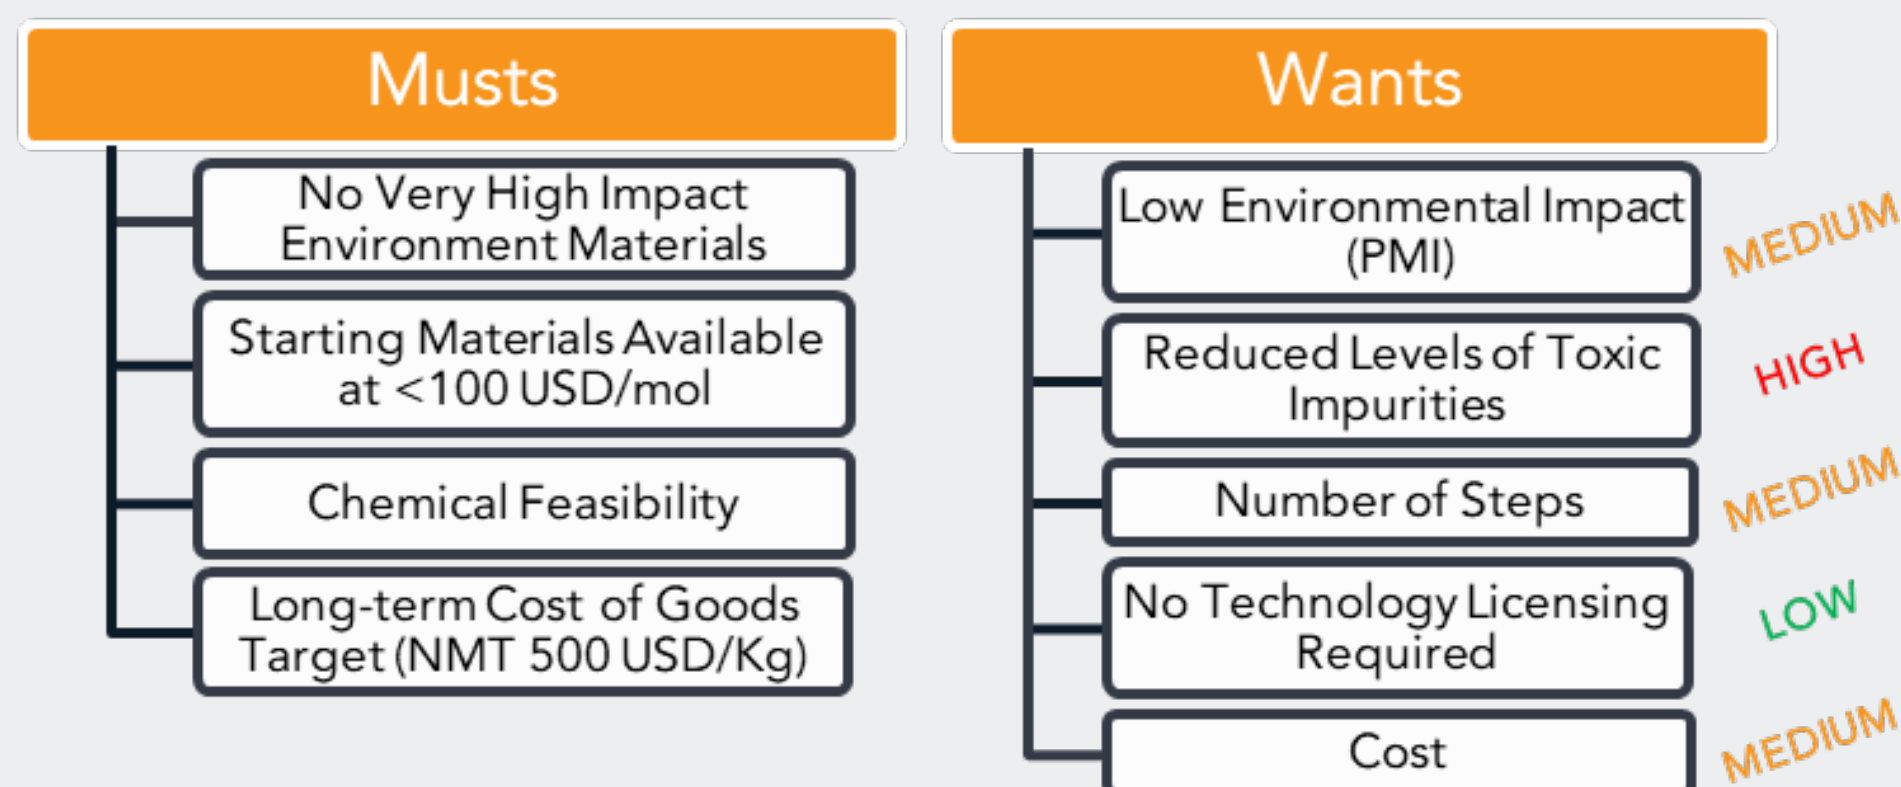 Musts
No Very High Impact
Environment Materials
Starting Materials Available
at <100 USD/mol
Chemical Feasibility
Long-term Cost of Goods
Target (NMT 500 USD/Kg)
Wants
Low Environmental Impact
(PMI)
MEDIUM
Reduced Levels of Toxic
Impurities
HIGH
Number of Steps
MEDIUM
No Technology Licensing
Required
LOW
Cost
MEDIUM